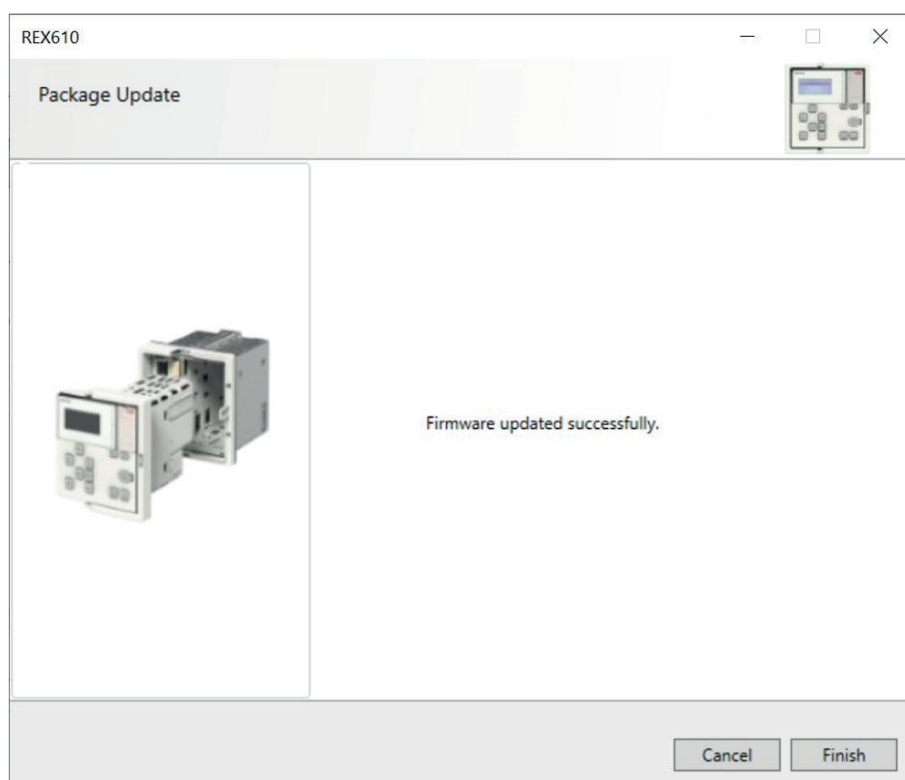 REX610
Package Update
Firmware updated successfully.
Cancel
Finish